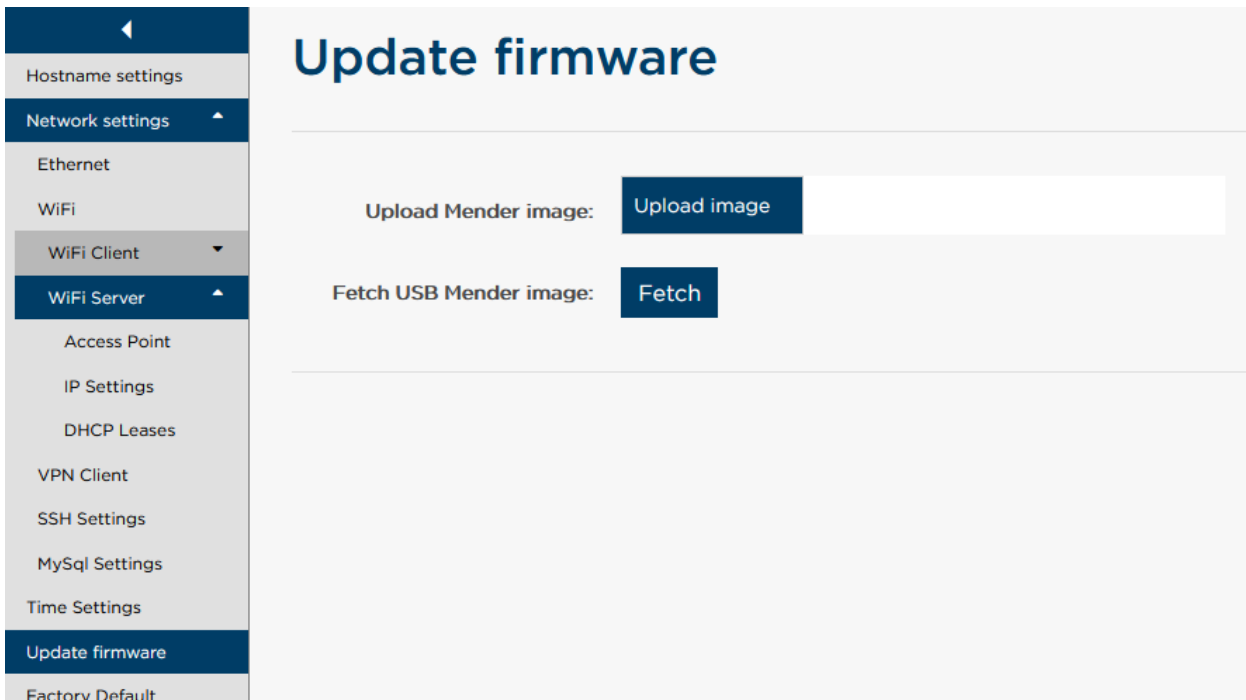 Hostname settings
Network settings
Ethernet
WiFi
WiFi Client
WiFi Server
Access Point
IP Settings
DHCP Leases
VPN Client
SSH Settings
MySql Settings
Time Settings
Update firmware
Factory Default
Update firmware
Upload Mender image:
Upload image
Fetch USB Mender image:
Fetch